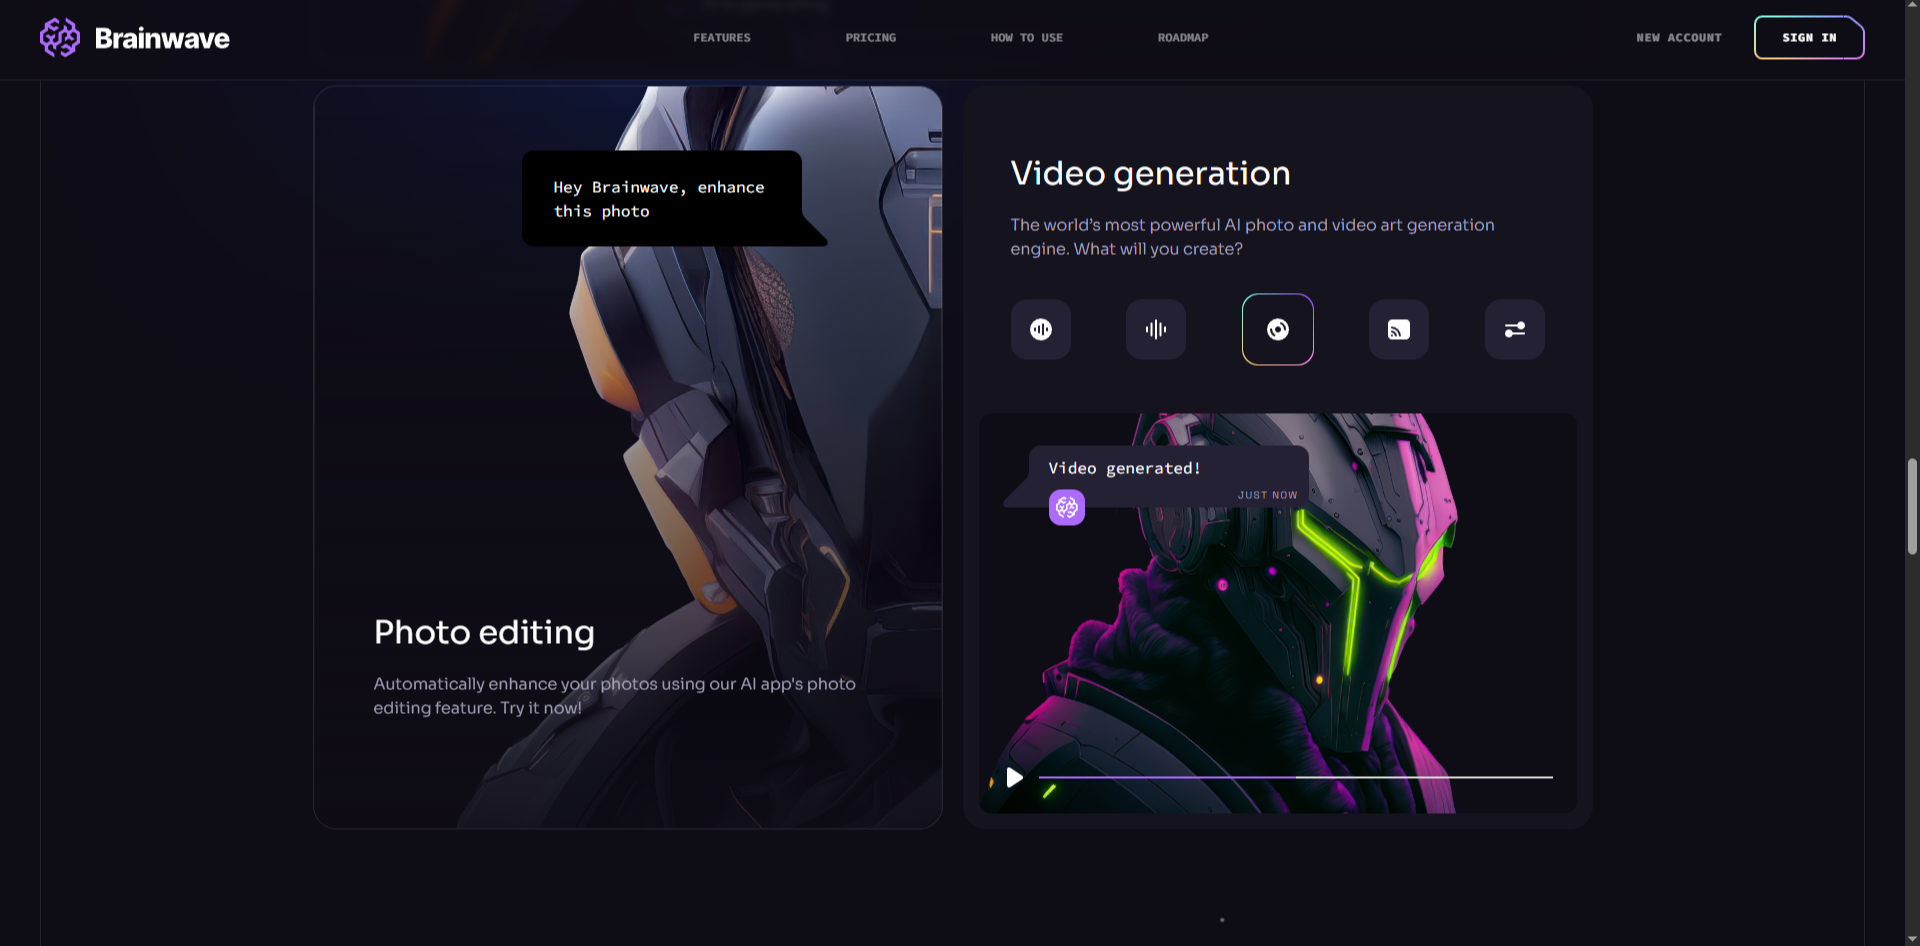 Brainwave
FEATURES
PRICING
HOW TO USE
ROADMAP
NEW ACCOUNT
SIGN IN
Hey Brainwave, enhance
this photo
Photo editing
Automatically enhance your photos using our AI app's photo
editing feature. Try it now!
Video generation
The world’s most powerful AI photo and video art generation
engine. What will you create?
Video generated!
JUST NOW